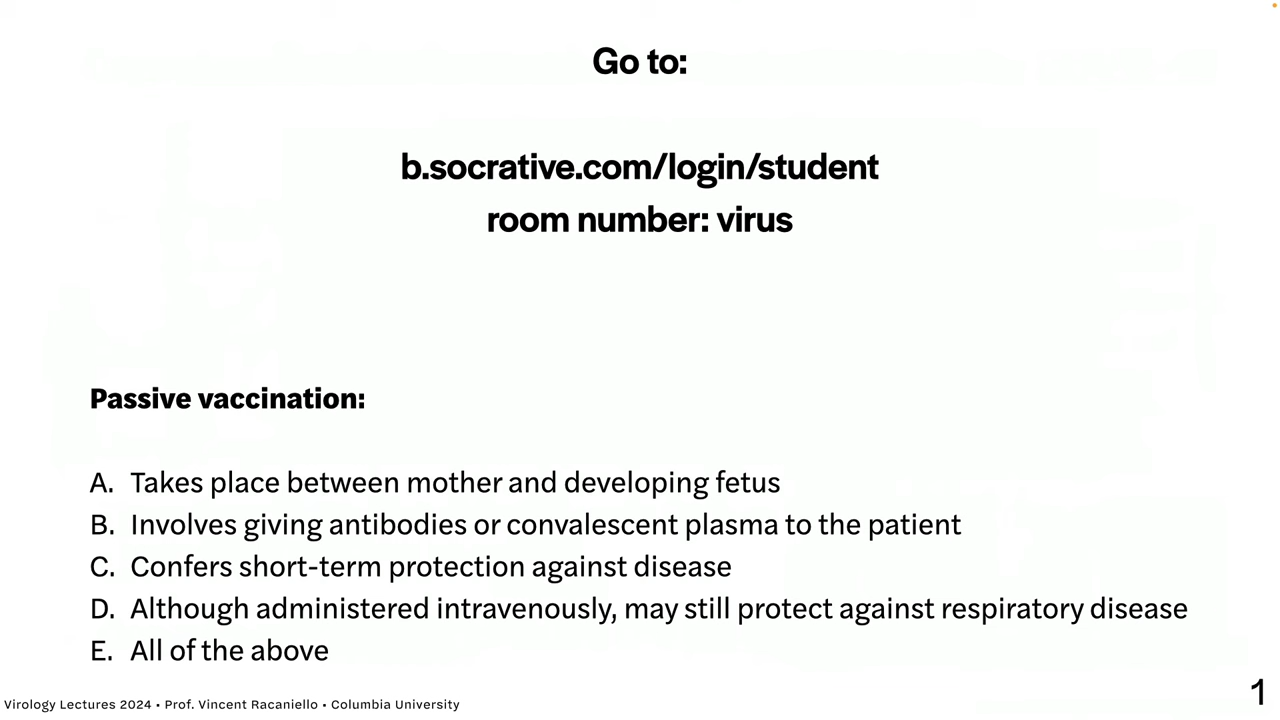 Go to:
b.socrative.com/login/student
room number: virus
Passive vaccination:
A. Takes place between mother and developing fetus
B. Involves giving antibodies or convalescent plasma to the patient
C. Confers short-term protection against disease
D. Although administered intravenously, may still protect against respiratory disease
E. All of the above
Virology Lectures 2024 • Prof. Vincent Racaniello • Columbia University
1